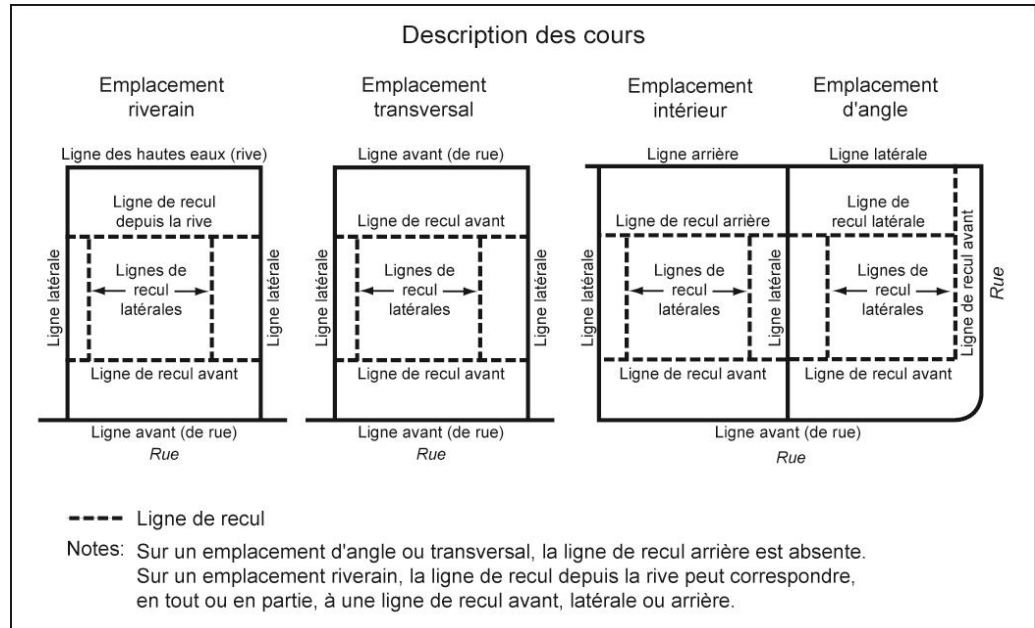 Description des cours
Emplacement
riverain
Ligne des hautes eaux (rive)
Ligne de recul
depuis la rive
Ligne latérale
Lignes de
recul
latérales
Ligne latérale
Ligne de recul avant
Ligne avant (de rue)
Rue
Emplacement
transversal
Ligne avant (de rue)
Ligne de recul avant
Lignes de
recul
latérales
Ligne latérale
Ligne de recul avant
Ligne avant (de rue)
Rue
Emplacement
intérieur
Ligne arrière
Ligne de recul arrière
Ligne latérale
Lignes de
recul
latérales
Ligne latérale
Ligne de recul avant
Emplacement
d'angle
Ligne latérale
Ligne de
recul latérale
Lignes de
recul
latérales
Ligne de recul avant
Rue
Ligne de recul avant
Ligne avant (de rue)
Rue
Ligne de recul
Notes: Sur un emplacement d'angle ou transversal, la ligne de recul arrière est absente.
Sur un emplacement riverain, la ligne de recul depuis la rive peut correspondre,
en tout ou en partie, à une ligne de recul avant, latérale ou arrière.